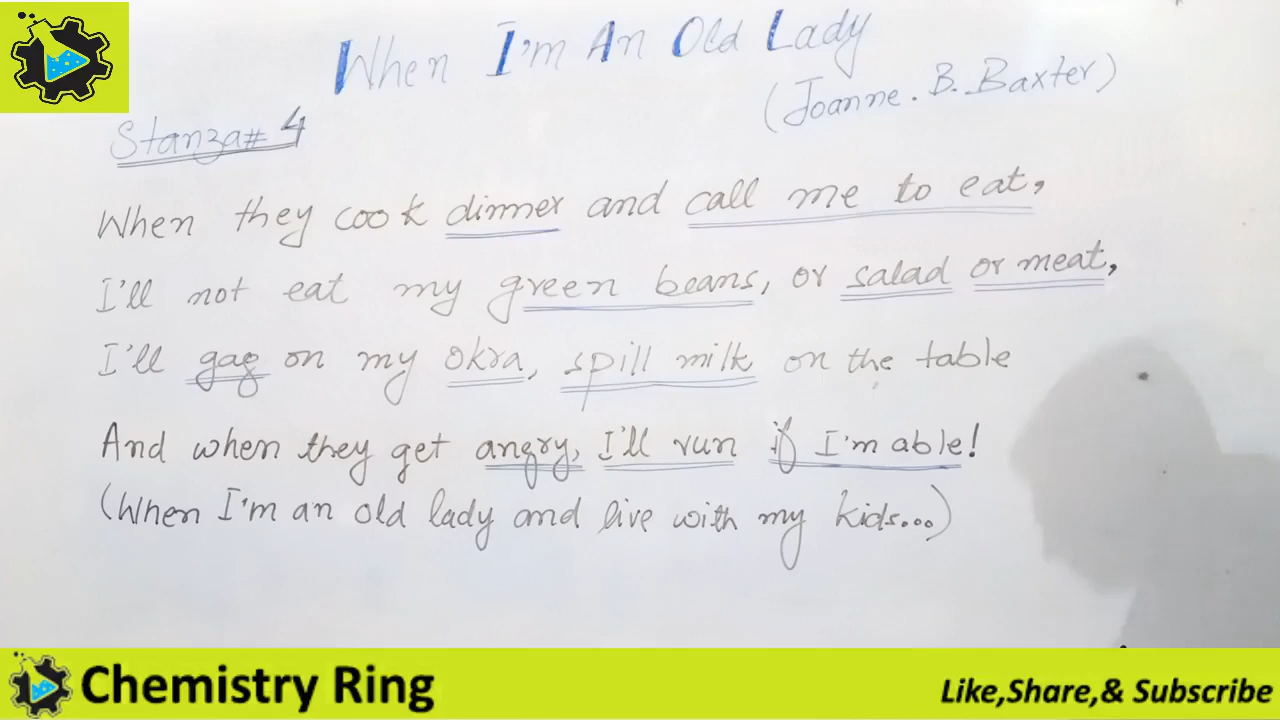 When I'm An Old Lady
(Joanne. B. Baxter)
Stanza# 4
When they cook dinner and call me to eat,
I'll not eat my green beans, or salad or meat,
I'll gag on my okra, spill milk on the table
And when they get angry, I'll run if I'm able!
(When I'm an old lady and live with my kids...)
Chemistry Ring
Like,Share,& Subscribe